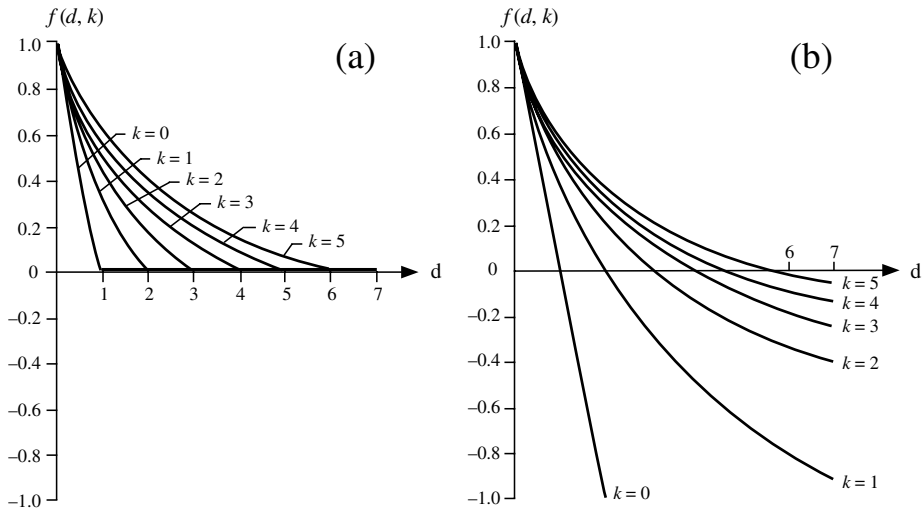 f (d, k)
(a)
1.0
0.8
0.6
0.4
0.2
0
–0.2
–0.4
–0.6
–0.8
–1.0
k = 0
k = 1
k = 2
k = 3
k = 4
k = 5
1 2 3 4 5 6 7
d
f (d, k)
(b)
1.0
0.8
0.6
0.4
0.2
0
–0.2
–0.4
–0.6
–0.8
–1.0
6 7
d
k = 5
k = 4
k = 3
k = 2
k = 1
k = 0